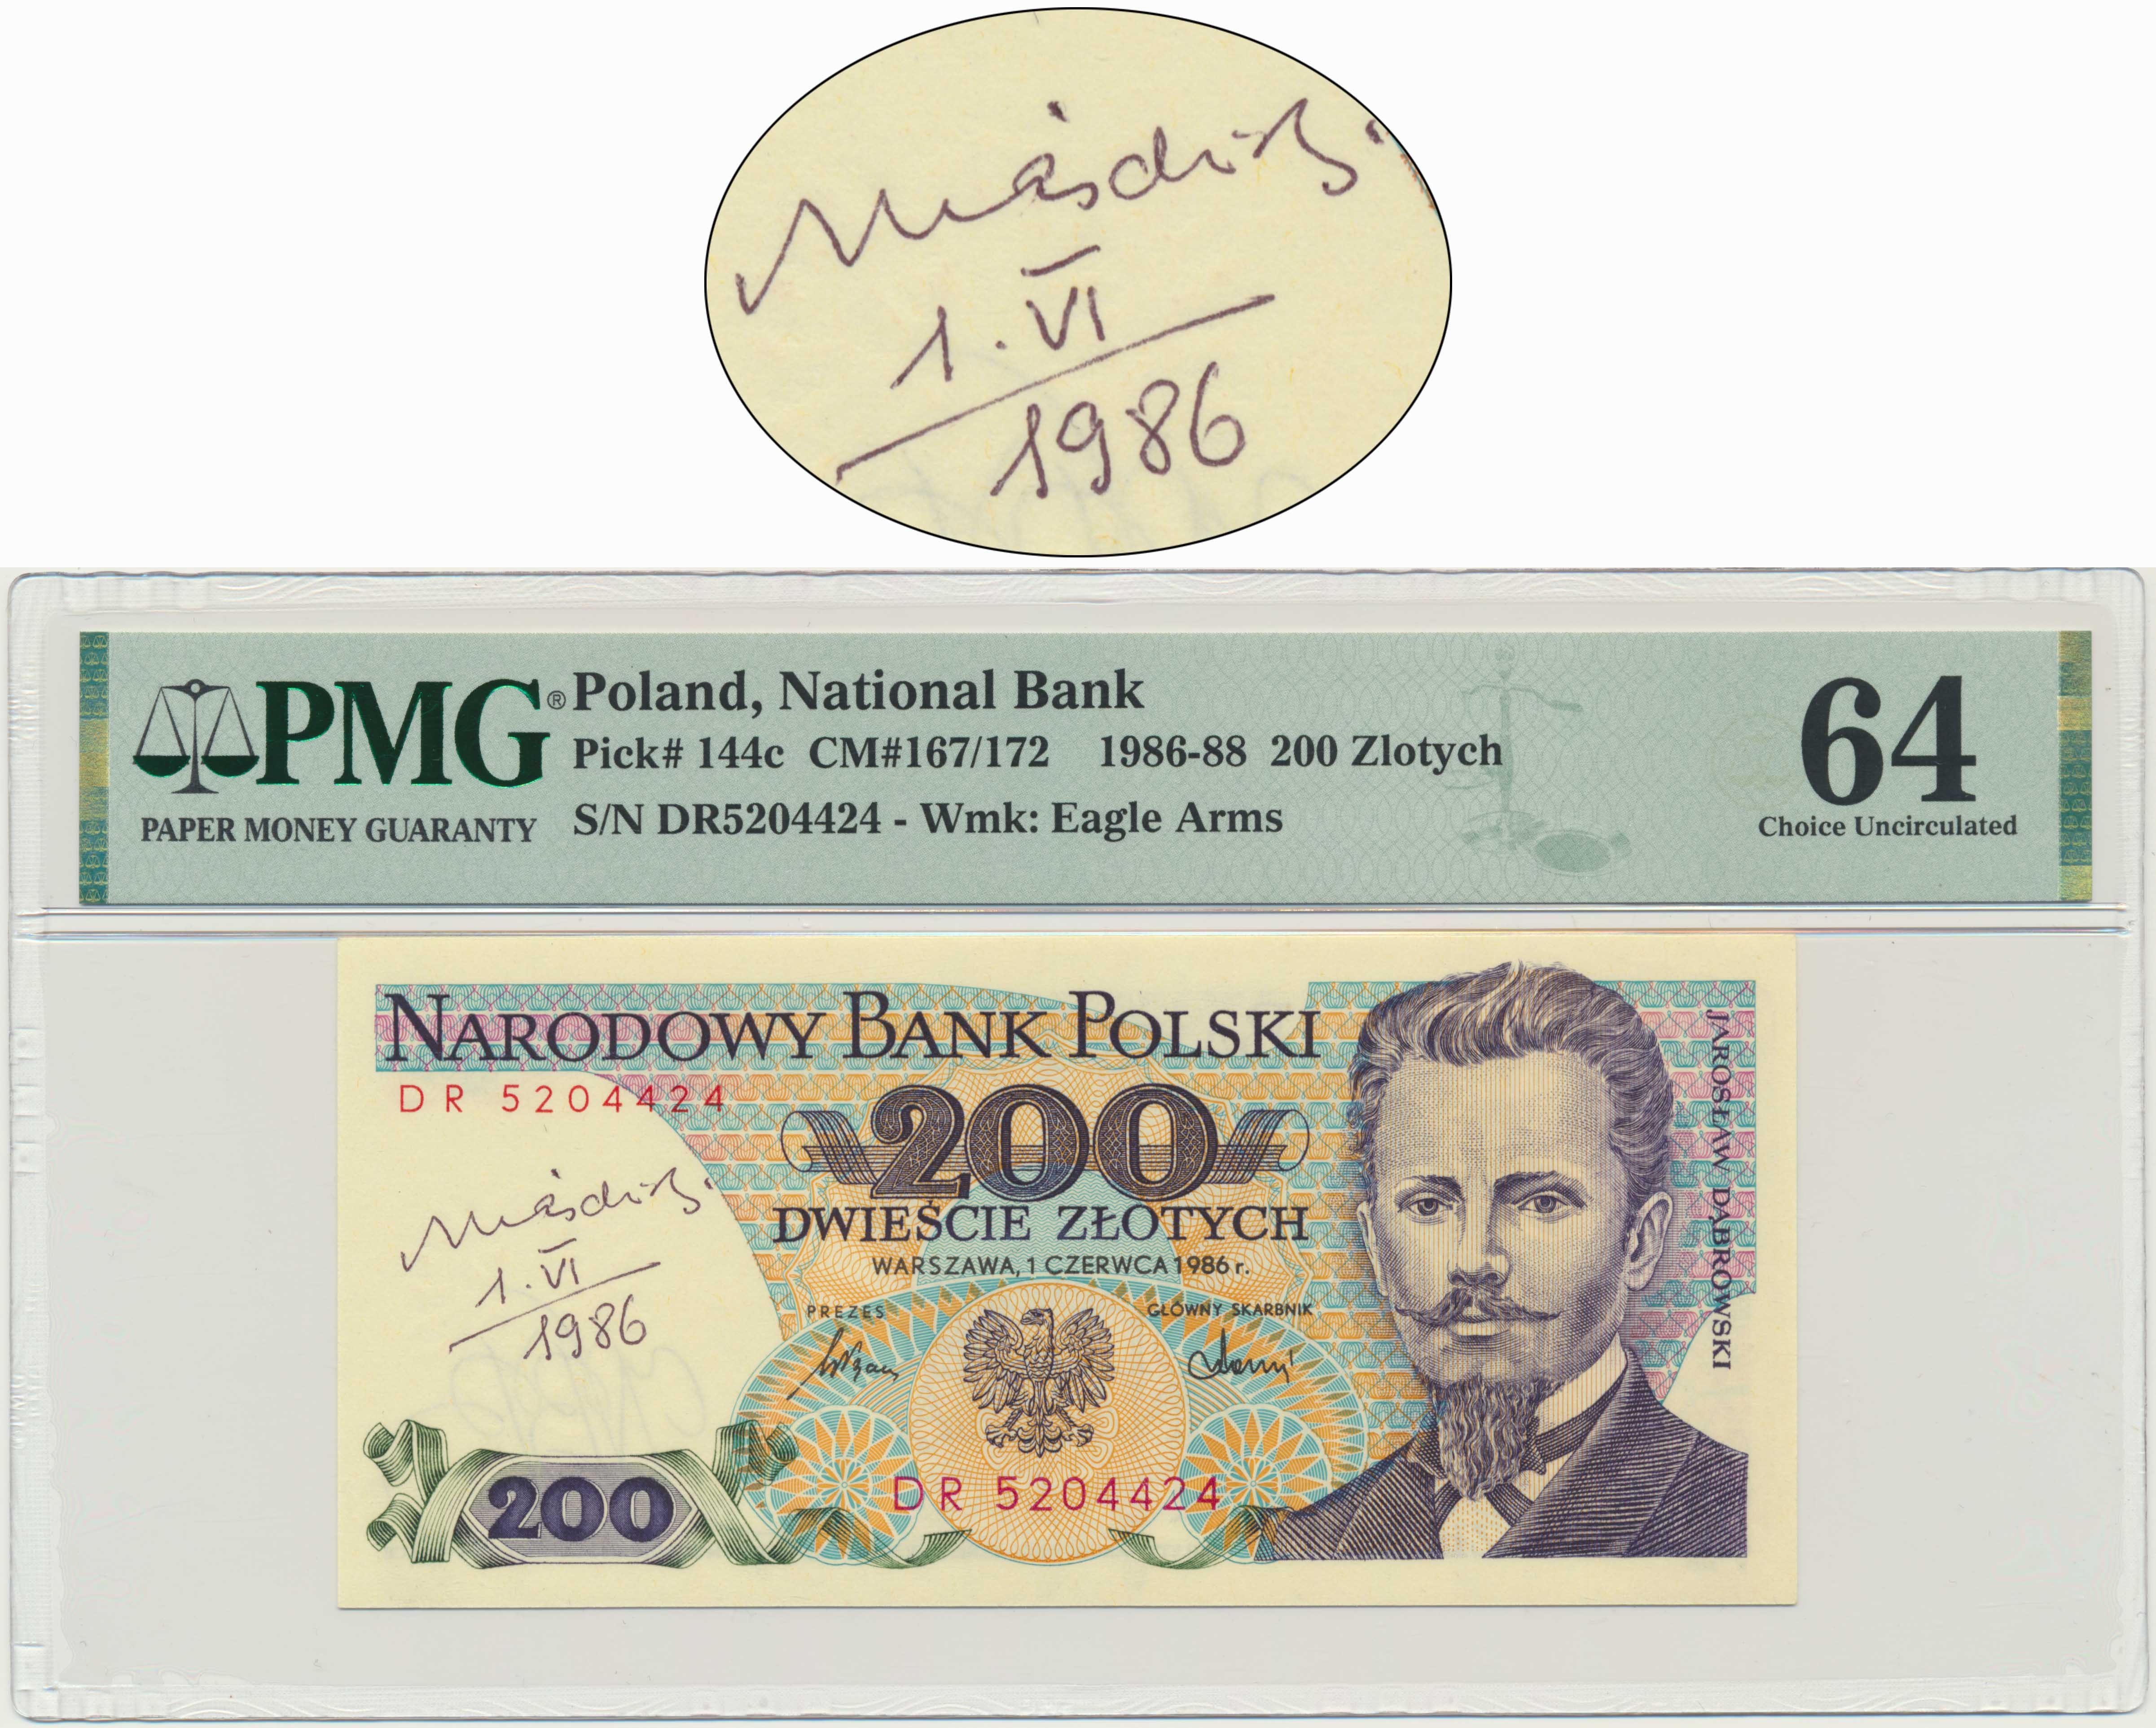 1.VI
1986
PMG®
PAPER MONEY GUARANTY
Poland, National Bank
Pick# 144c CM#167/172 1986-88 200 Zlotych
S/N DR5204424 - Wmk: Eagle Arms
64
Choice Uncirculated
NARODOWY BANK POLSKI
DR 5204424
200
DWIEŚCIE ZŁOTYCH
WARSZAWA, 1 CZERWCA 1986 r.
PREZES
GŁÓWNY SKARBNIK
JAROSŁAW DĄBROWSKI
1.VI
1986
200
DR 5204424